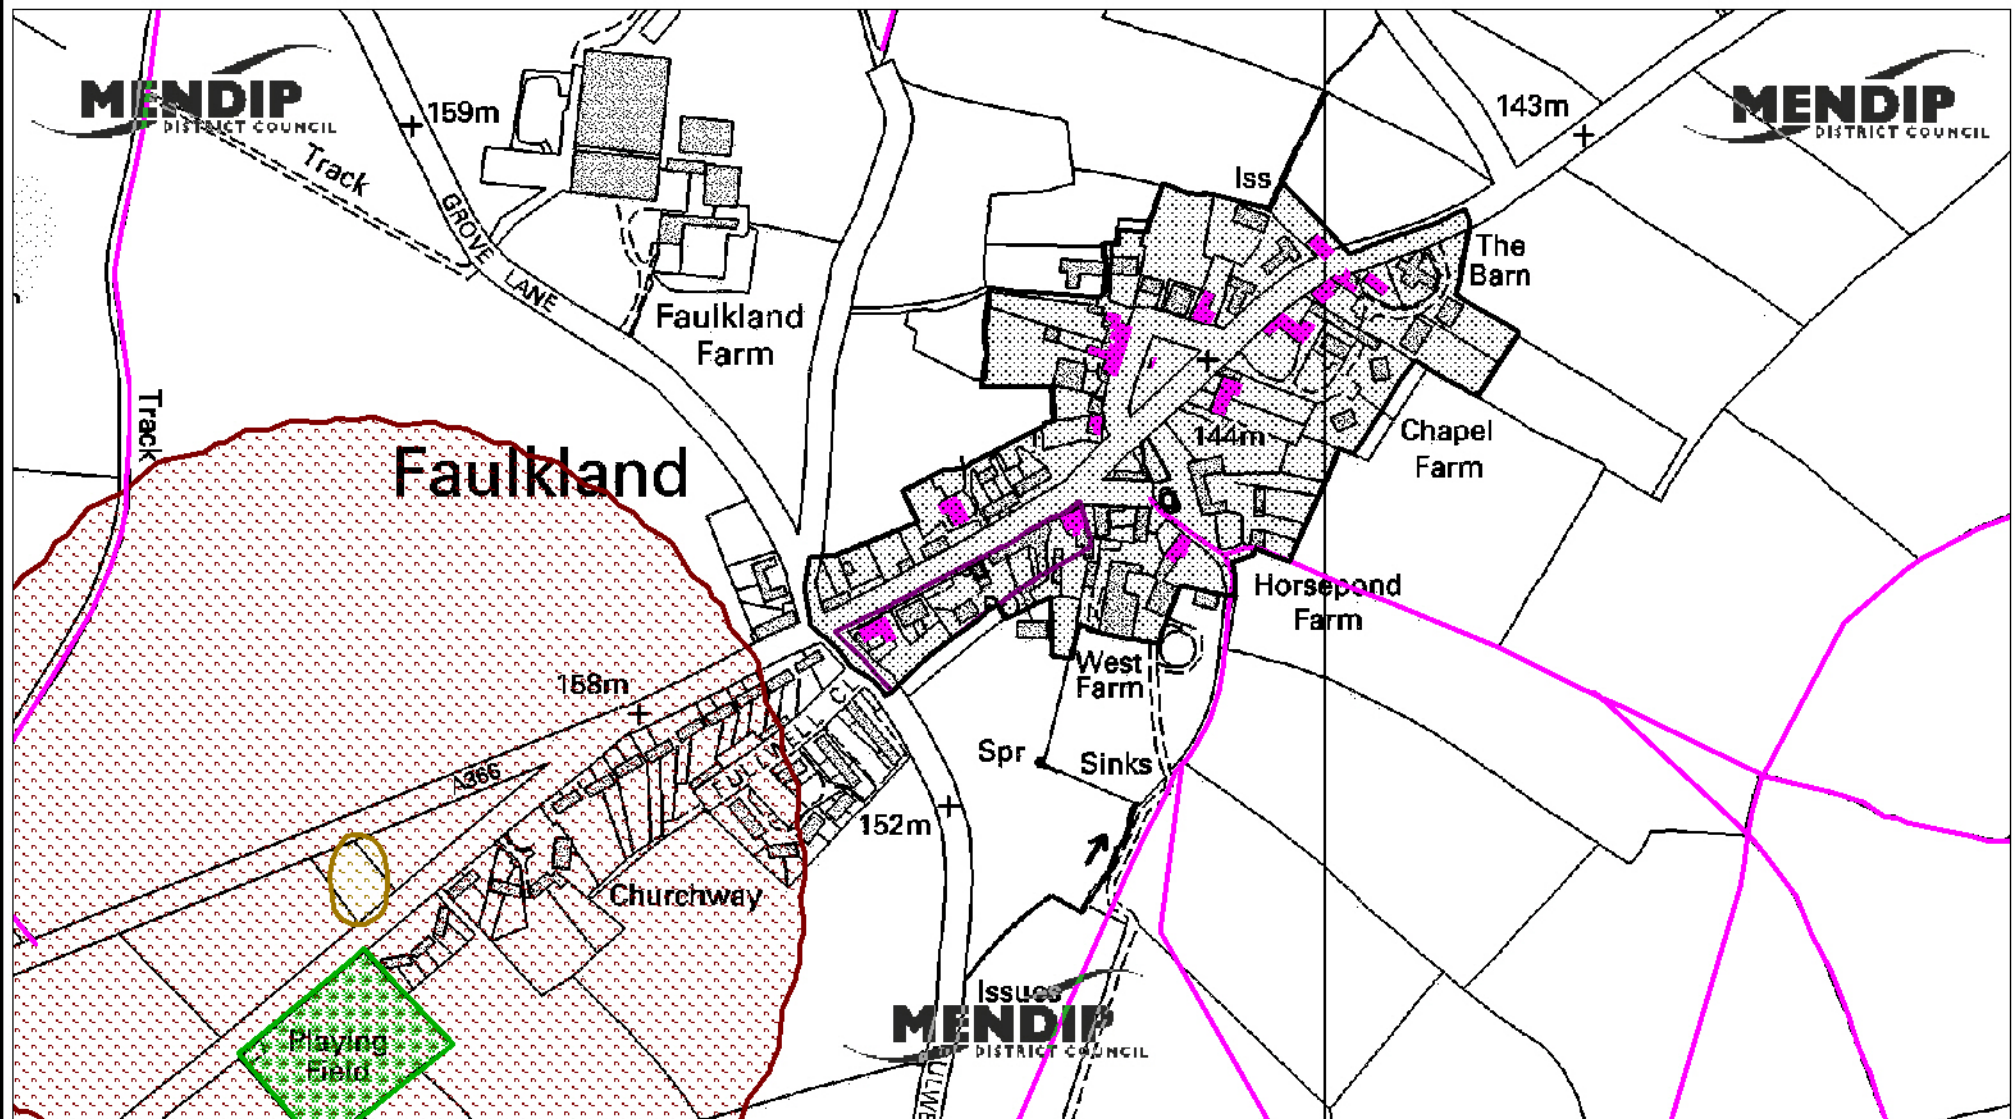 MENDIP
DISTRICT COUNCIL
MENDIP
DISTRICT COUNCIL
159m
143m
Track
Iss
GROVE LANE
The
Barn
Faulkland
Farm
Track
Faulkland
144m
Chapel
Farm
Horsepond
Farm
West
Farm
158m
Spr
Sinks
A366
152m
Churchway
Issues
MENDIP
DISTRICT COUNCIL
Playing
Field